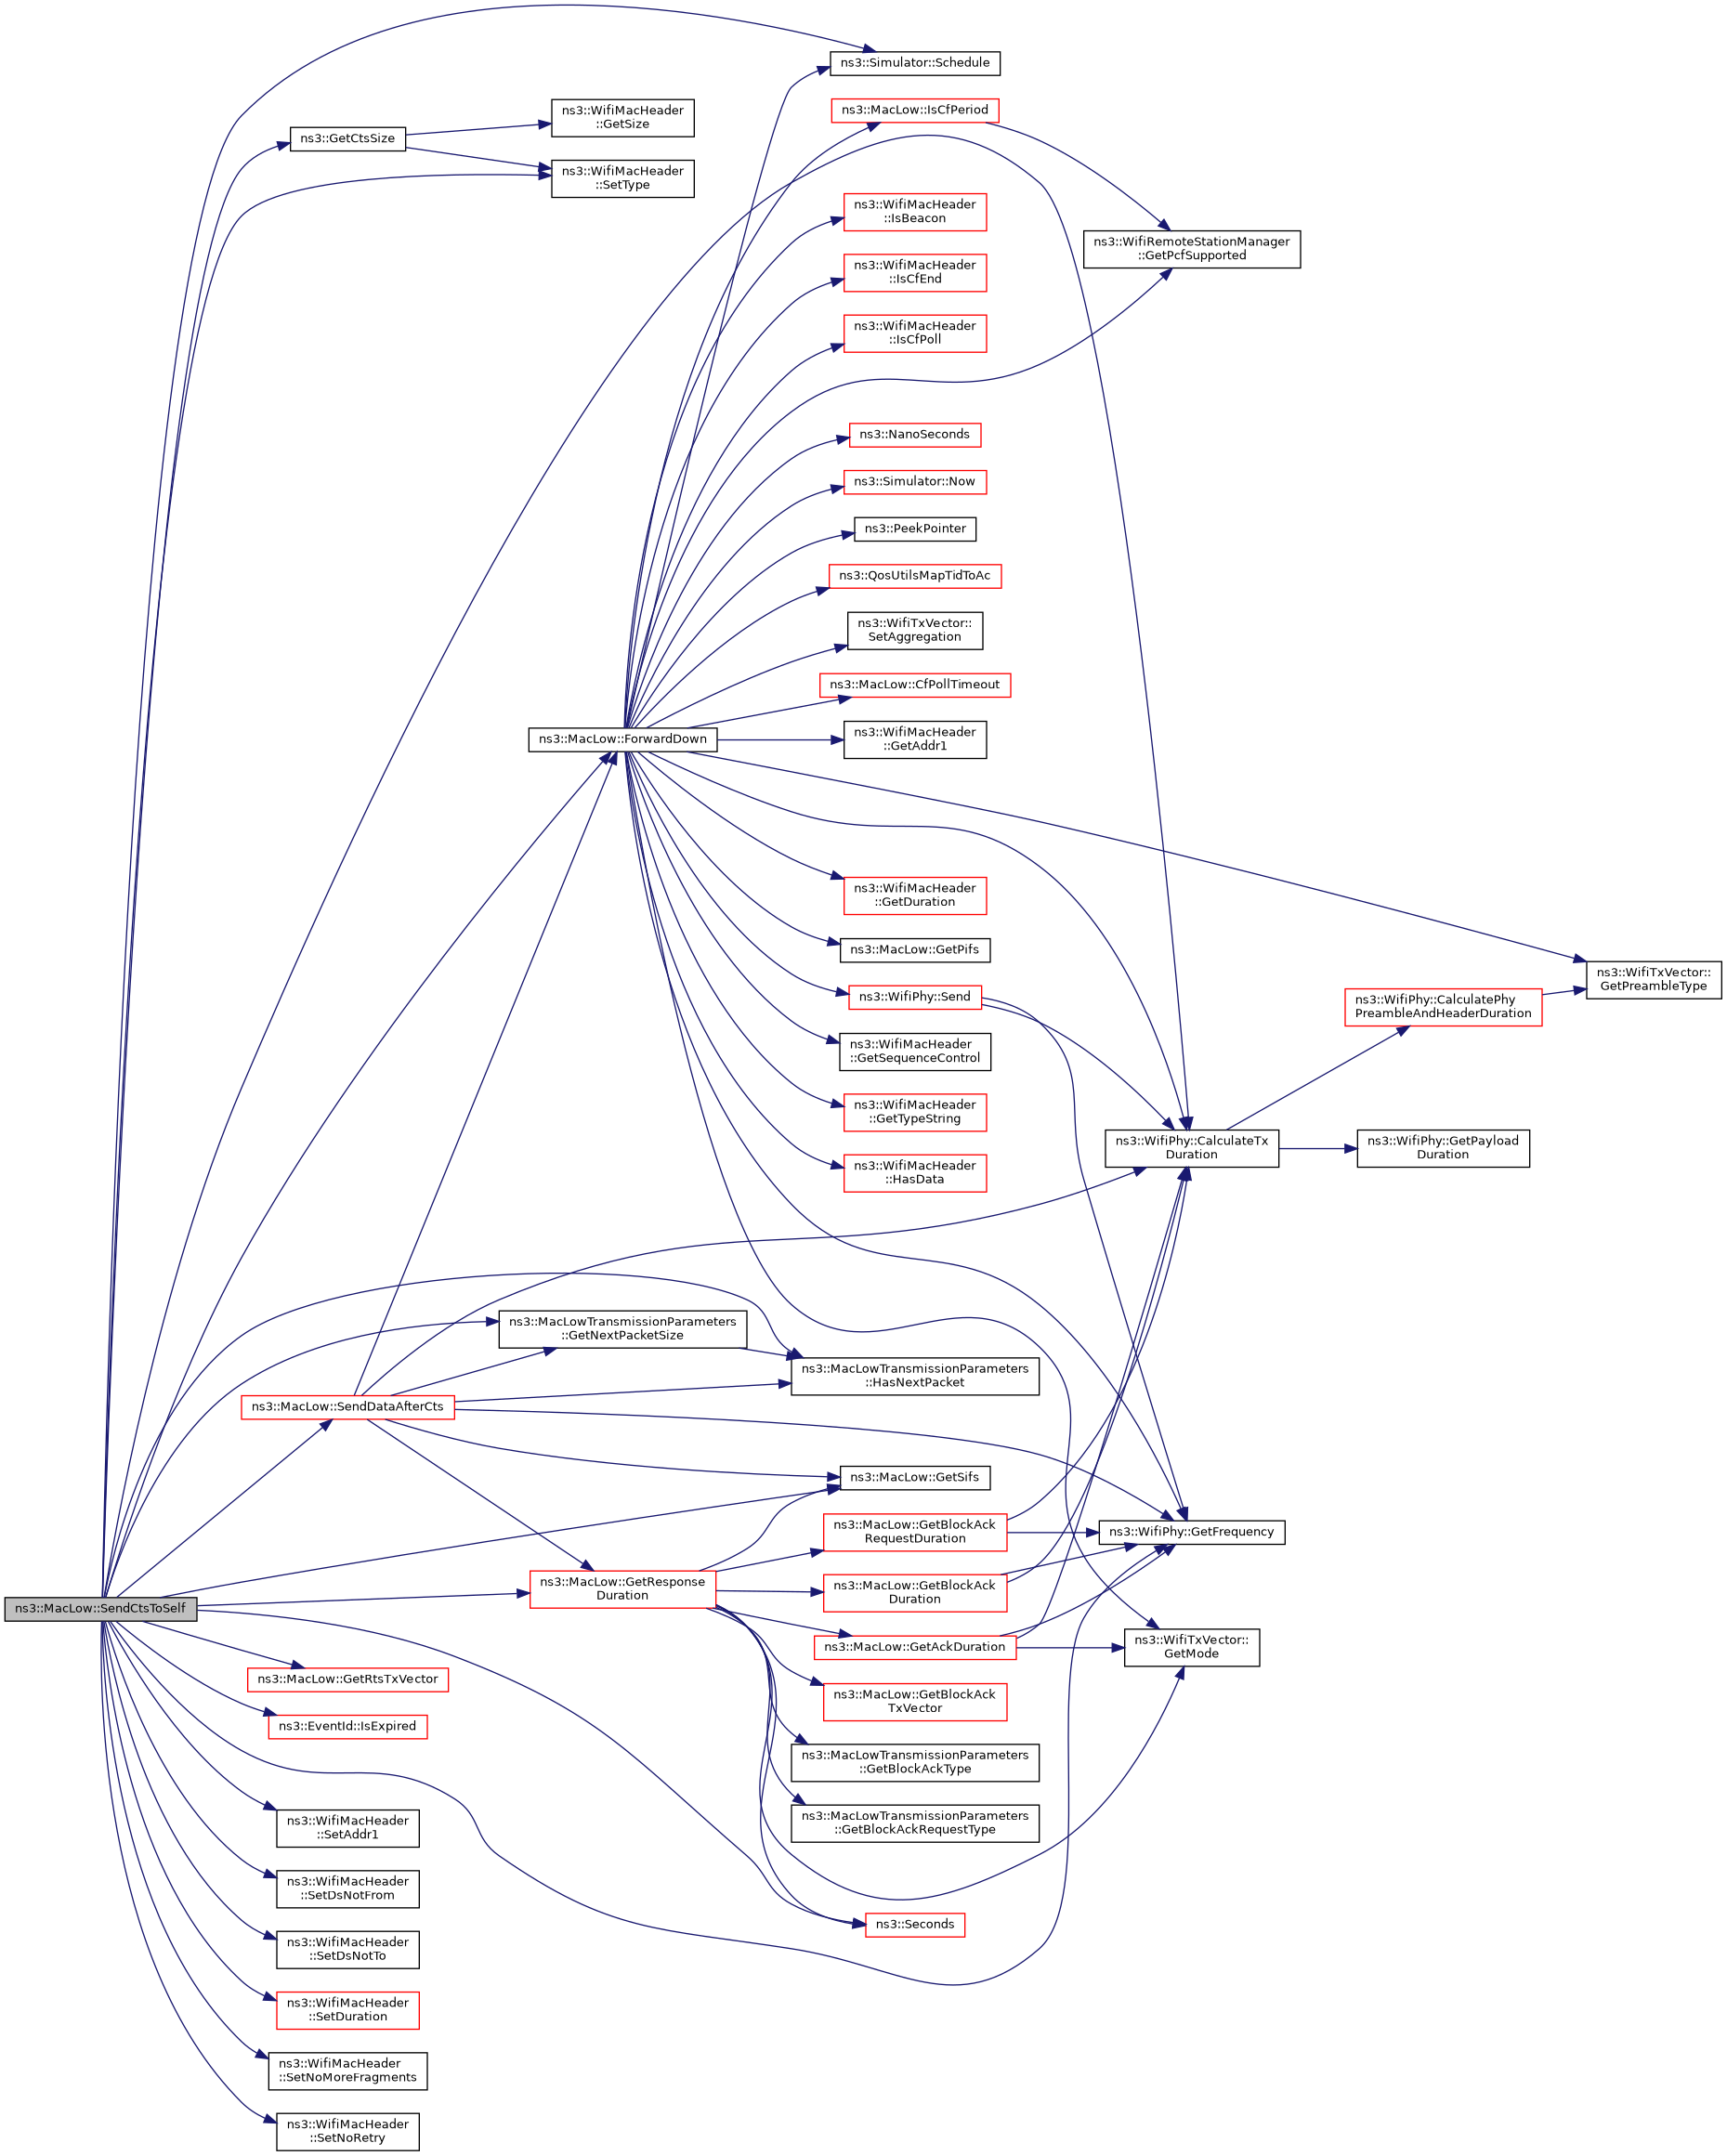 ns3::Simulator::Schedule
ns3::MacLow::IsCfPeriod
ns3::WifiMacHeader
::GetSize
ns3::GetCtsSize
ns3::WifiMacHeader
::SetType
ns3::WifiMacHeader
::IsBeacon
ns3::WifiRemoteStationManager
::GetPcfSupported
ns3::WifiMacHeader
::IsCfEnd
ns3::WifiMacHeader
::IsCfPoll
ns3::NanoSeconds
ns3::Simulator::Now
ns3::PeekPointer
ns3::QosUtilsMapTidToAc
ns3::WifiTxVector::
SetAggregation
ns3::MacLow::CfPollTimeout
ns3::MacLow::ForwardDown
ns3::WifiMacHeader
::GetAddr1
ns3::WifiMacHeader
::GetDuration
ns3::MacLow::GetPifs
ns3::WifiTxVector::
GetPreambleType
ns3::WifiPhy::Send
ns3::WifiPhy::CalculatePhy
PreambleAndHeaderDuration
ns3::WifiMacHeader
::GetSequenceControl
ns3::WifiMacHeader
::GetTypeString
ns3::WifiPhy::CalculateTx
Duration
ns3::WifiPhy::GetPayload
Duration
ns3::WifiMacHeader
::HasData
ns3::MacLowTransmissionParameters
::GetNextPacketSize
ns3::MacLowTransmissionParameters
::HasNextPacket
ns3::MacLow::SendDataAfterCts
ns3::MacLow::GetSifs
ns3::MacLow::GetBlockAck
RequestDuration
ns3::WifiPhy::GetFrequency
ns3::MacLow::GetResponse
Duration
ns3::MacLow::GetBlockAck
Duration
ns3::MacLow::SendCtsToSelf
ns3::MacLow::GetAckDuration
ns3::WifiTxVector::
GetMode
ns3::MacLow::GetRtsTxVector
ns3::MacLow::GetBlockAck
TxVector
ns3::EventId::IsExpired
ns3::MacLowTransmissionParameters
::GetBlockAckType
ns3::WifiMacHeader
::SetAddr1
ns3::MacLowTransmissionParameters
::GetBlockAckRequestType
ns3::WifiMacHeader
::SetDsNotFrom
ns3::Seconds
ns3::WifiMacHeader
::SetDsNotTo
ns3::WifiMacHeader
::SetDuration
ns3::WifiMacHeader
::SetNoMoreFragments
ns3::WifiMacHeader
::SetNoRetry